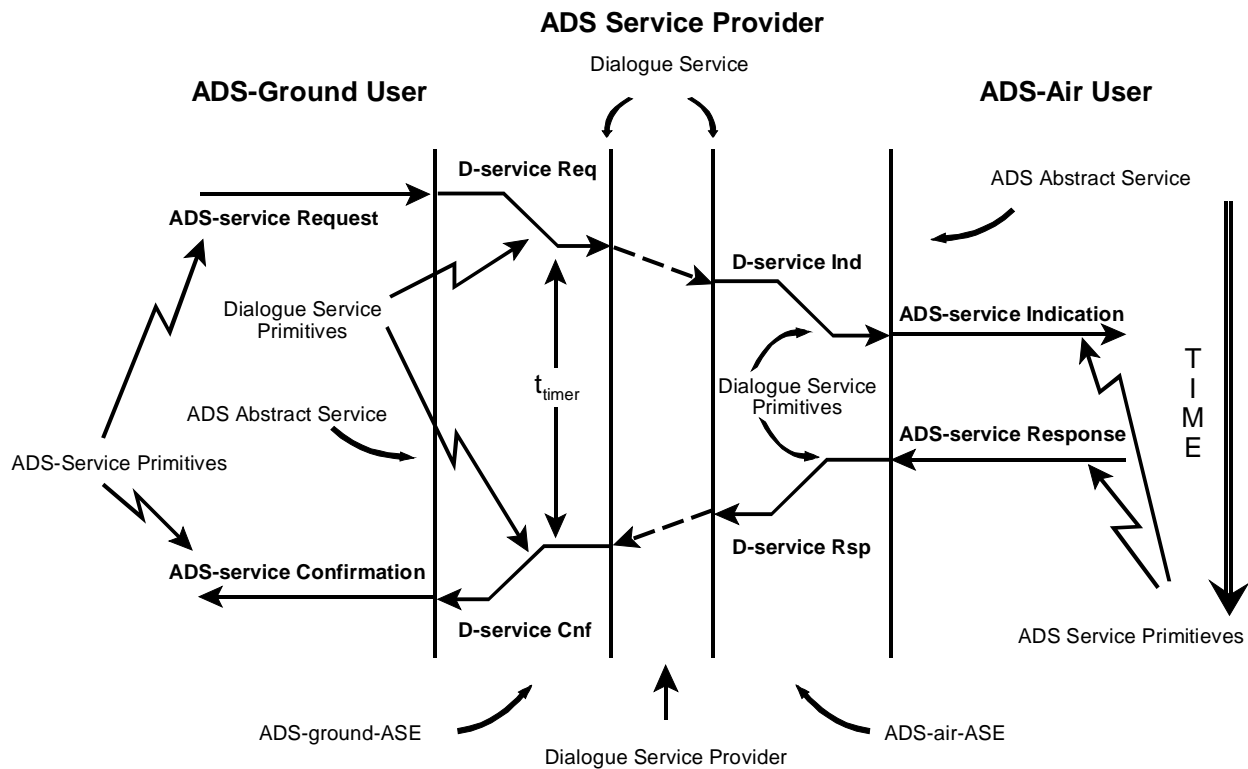 ADS Service Provider
Dialogue Service
ADS-Ground User
ADS-Air User
D-service Req
ADS Abstract Service
ADS-service Request
D-service Ind
Dialogue Service
Primitives
ADS-service Indication
t timer
Dialogue Service
Primitives
TIME
ADS Abstract Service
ADS-service Response
ADS-Service Primitives
D-service Rsp
ADS-service Confirmation
D-service Cnf
ADS Service Primitieves
ADS-ground-ASE
ADS-air-ASE
Dialogue Service Provider